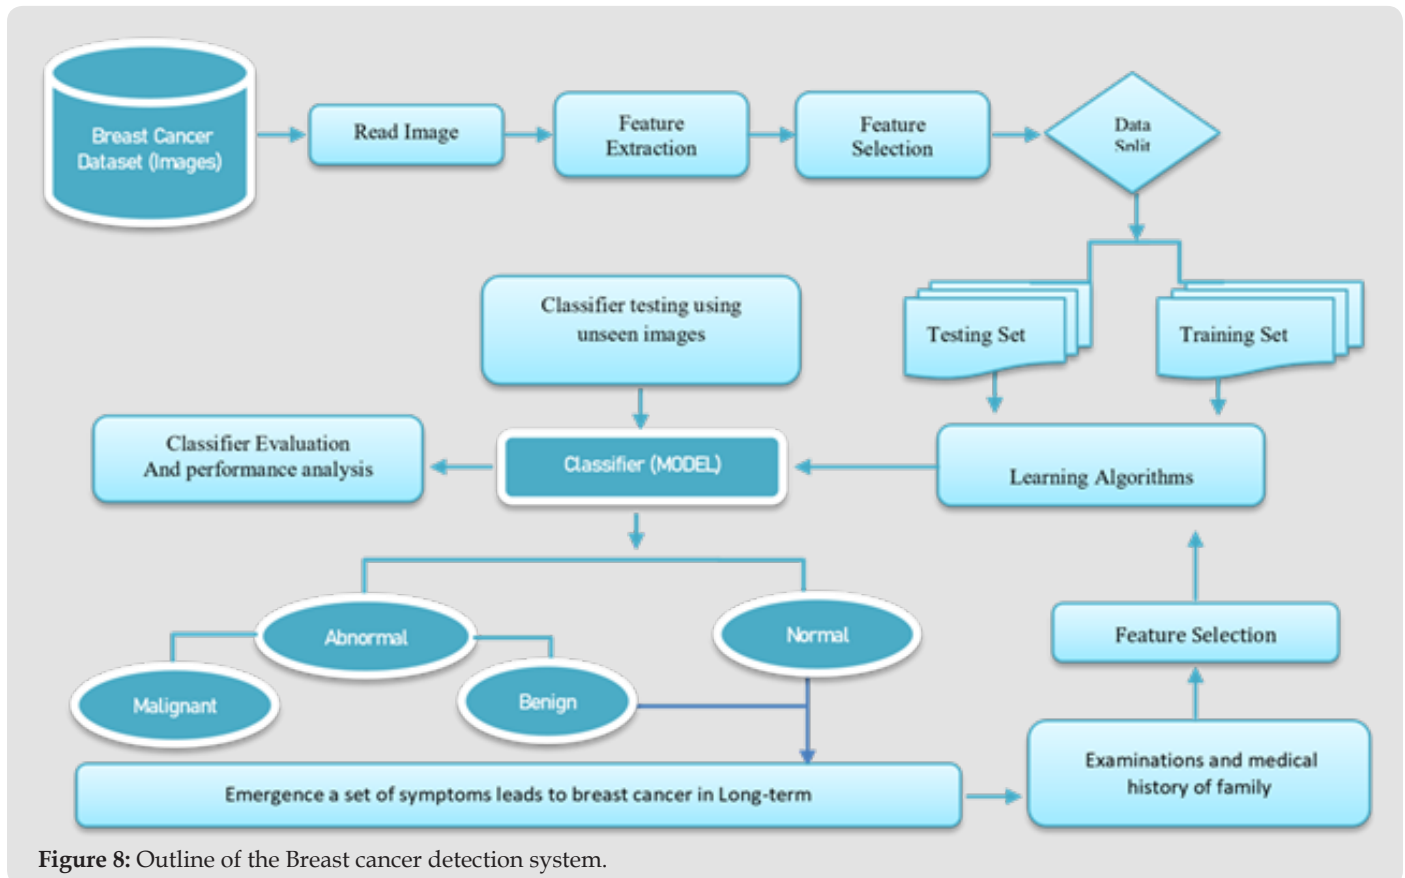 Breast Cancer
Dataset (Images)
Read Image
Feature
Extraction
Feature
Selection
Data
Split
Classifier testing using
unseen images
Testing Set
Training Set
Classifier Evaluation
And performance analysis
Classifier (MODEL)
Learning Algorithms
Abnormal
Normal
Feature Selection
Malignant
Benign
Examinations and medical
history of family
Emergence a set of symptoms leads to breast cancer in Long-term
Figure 8: Outline of the Breast cancer detection system.